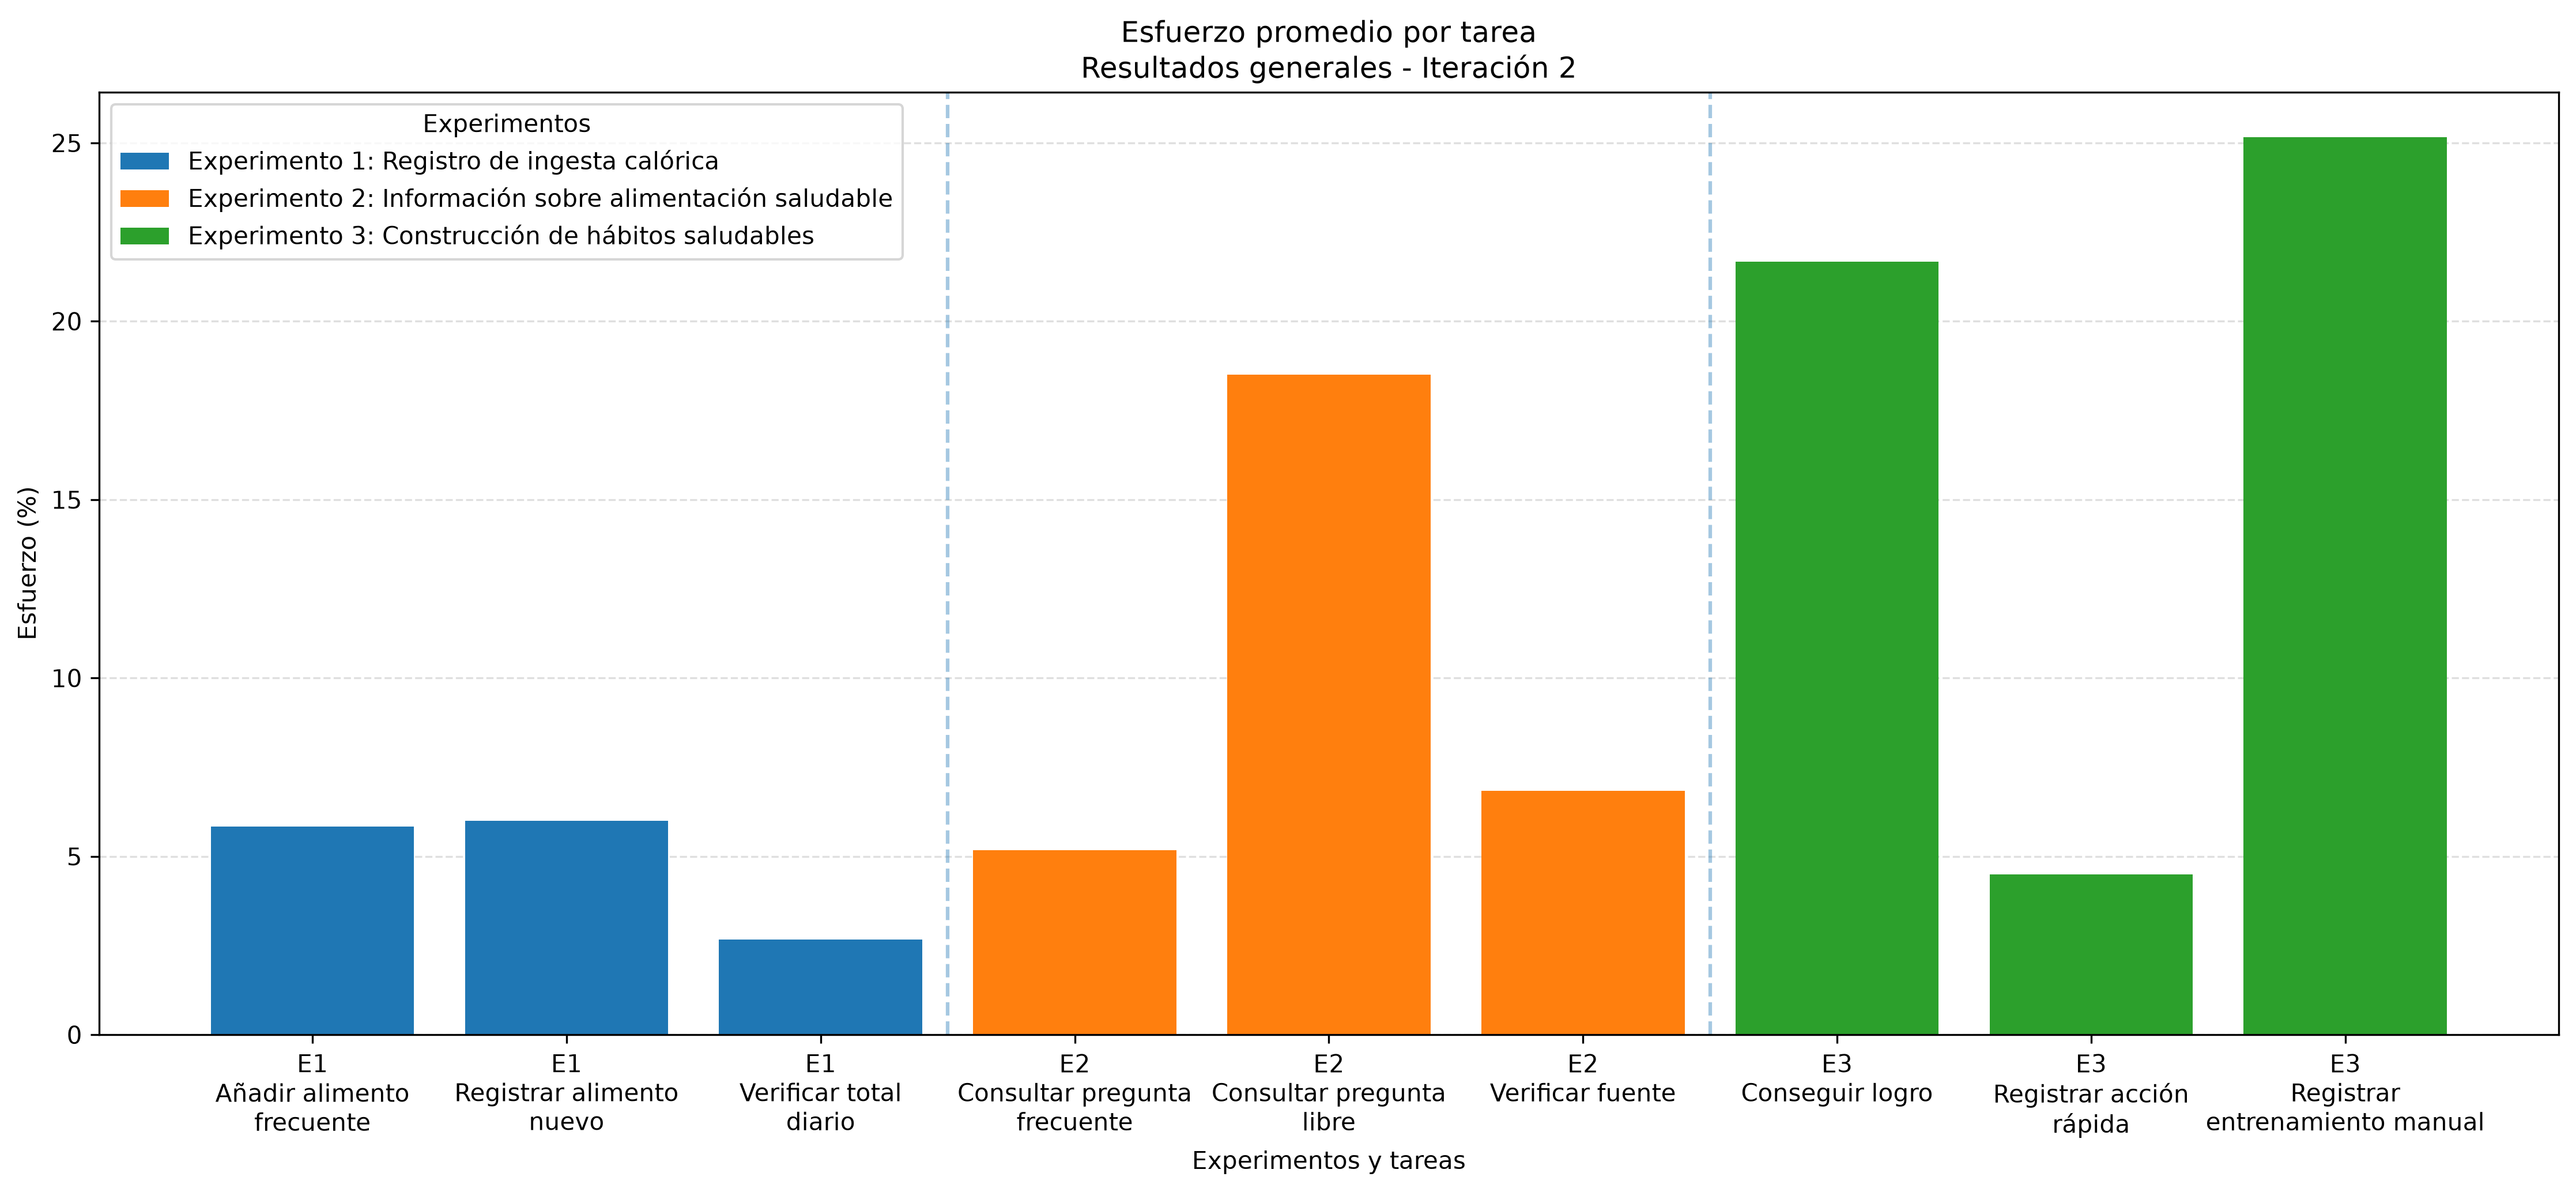 Esfuerzo promedio por tarea
Resultados generales - Iteración 2
Experimentos
Experimento 1: Registro de ingesta calórica
Experimento 2: Información sobre alimentación saludable
Experimento 3: Construcción de hábitos saludables
Esfuerzo (%)
25
20
15
10
5
0
E1
Añadir alimento
frecuente
E1
Registrar alimento
nuevo
E1
Verificar total
diario
E2
Consultar pregunta
frecuente
E2
Consultar pregunta
libre
E2
Verificar fuente
E3
Conseguir logro
E3
Registrar acción
rápida
E3
Registrar
entrenamiento manual
Experimentos y tareas